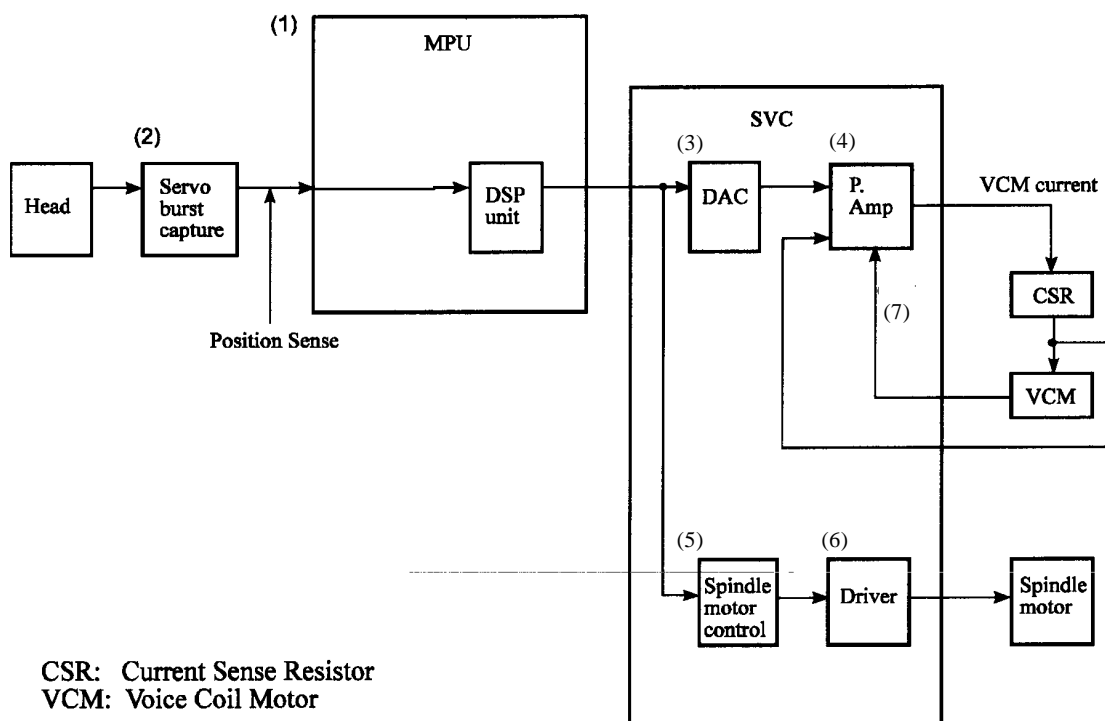 (1)
MPU
SVC
(2)
(3)
(4)
Head
Servo
burst
capture
DSP
unit
DAC
P.
Amp
VCM current
CSR
(7)
Position Sense
VCM
(5)
(6)
Spindle
motor
control
Driver
Spindle
motor
CSR: Current Sense Resistor
VCM: Voice Coil Motor